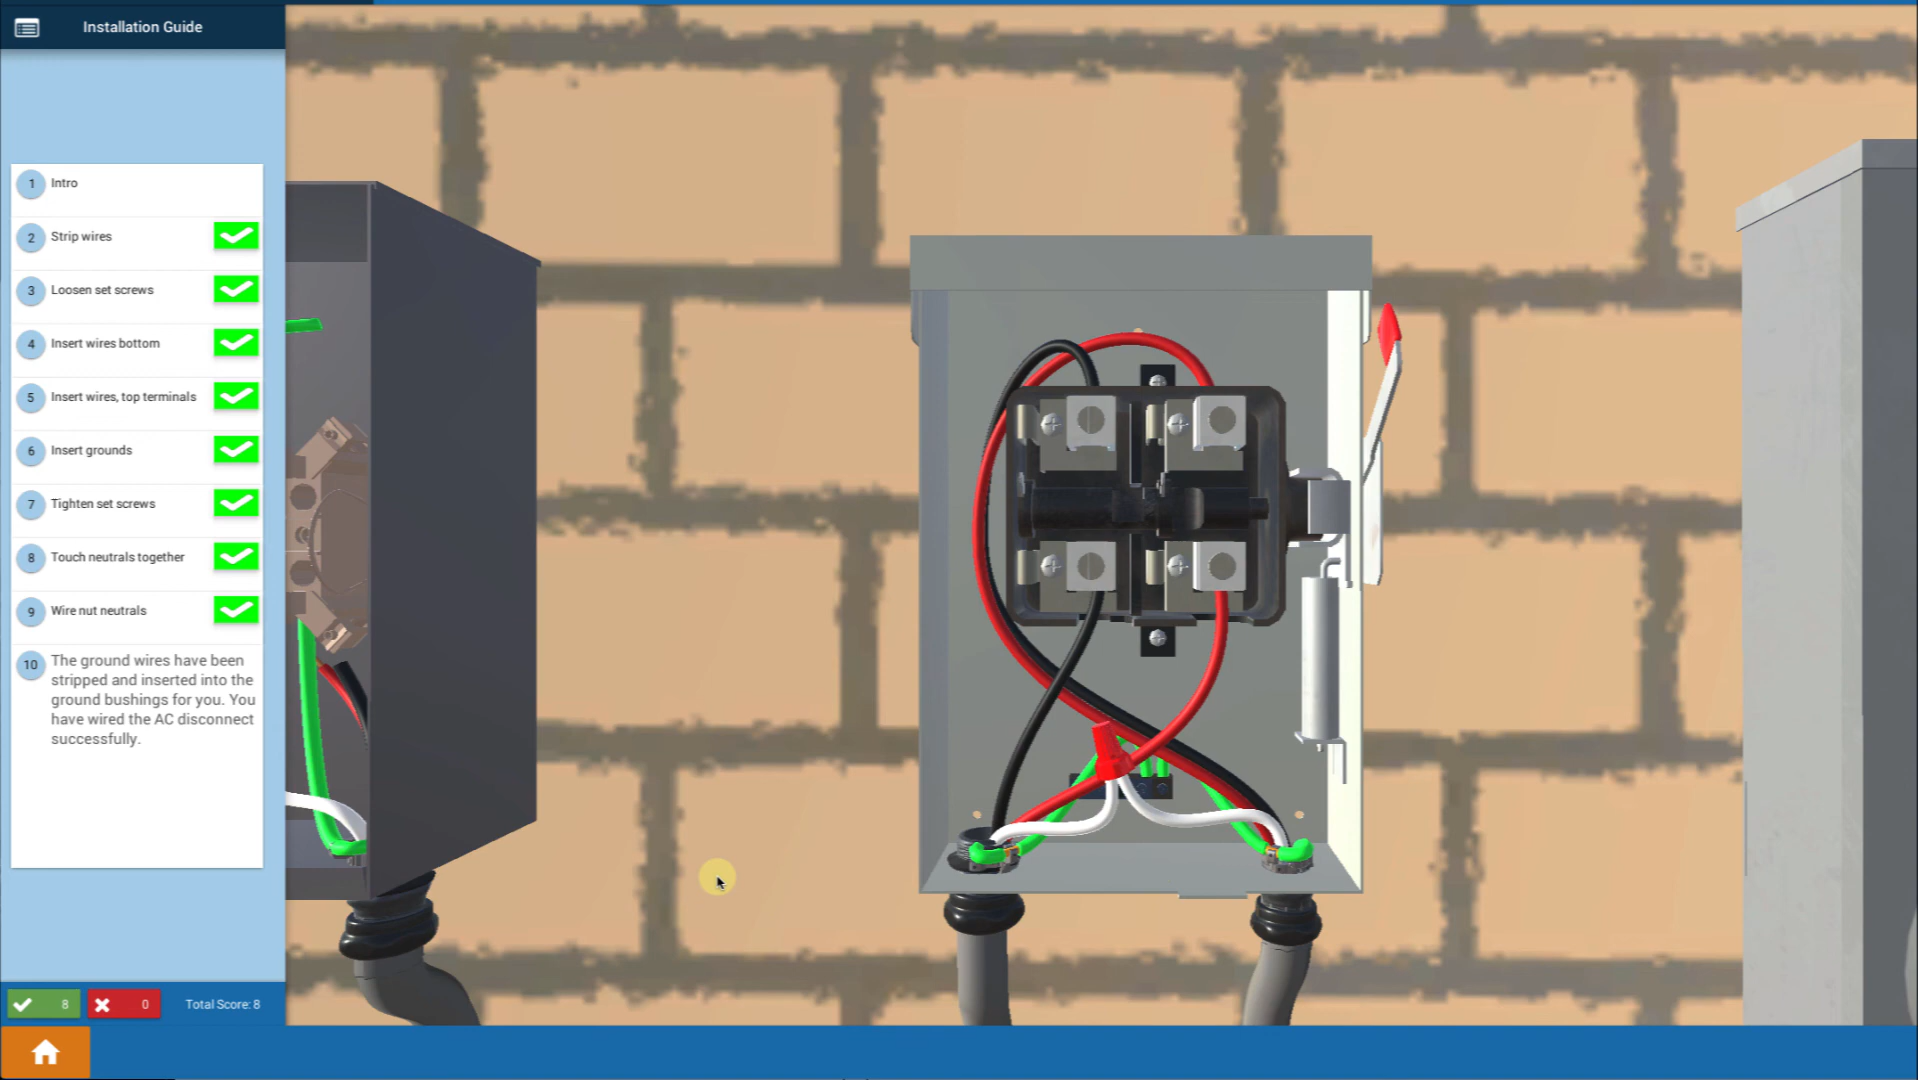 Installation Guide
1 Intro
2 Strip wires
3 Loosen set screws
4 Insert wires bottom
5 Insert wires, top terminals
6 Insert grounds
7 Tighten set screws
8 Touch neutrals together
9 Wire nut neutrals
10 The ground wires have been
stripped and inserted into the
ground bushings for you. You
have wired the AC disconnect
successfully.
8 0 Total Score: 8